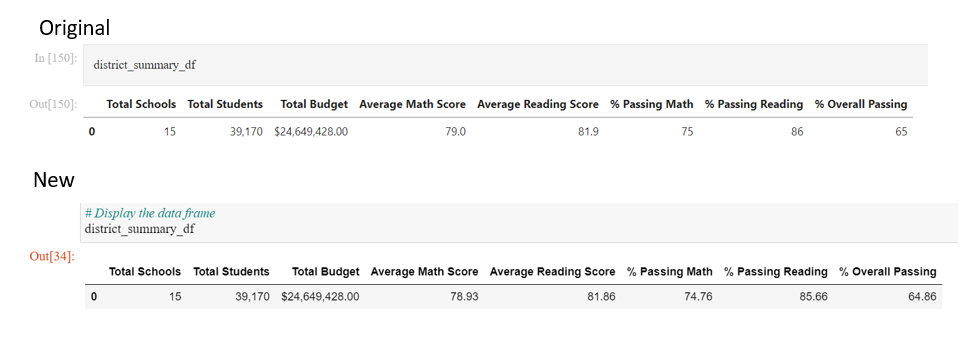 Original
In [150]:
district_summary_df
Out[150]:
Total Schools Total Students Total Budget Average Math Score Average Reading Score % Passing Math % Passing Reading % Overall Passing
0 15 39,170 $24,649,428.00 79.0 81.9 75 86 65
New
# Display the data frame
district_summary_df
Out[34]:
Total Schools Total Students Total Budget Average Math Score Average Reading Score % Passing Math % Passing Reading % Overall Passing
0 15 39,170 $24,649,428.00 78.93 81.86 74.76 85.66 64.86